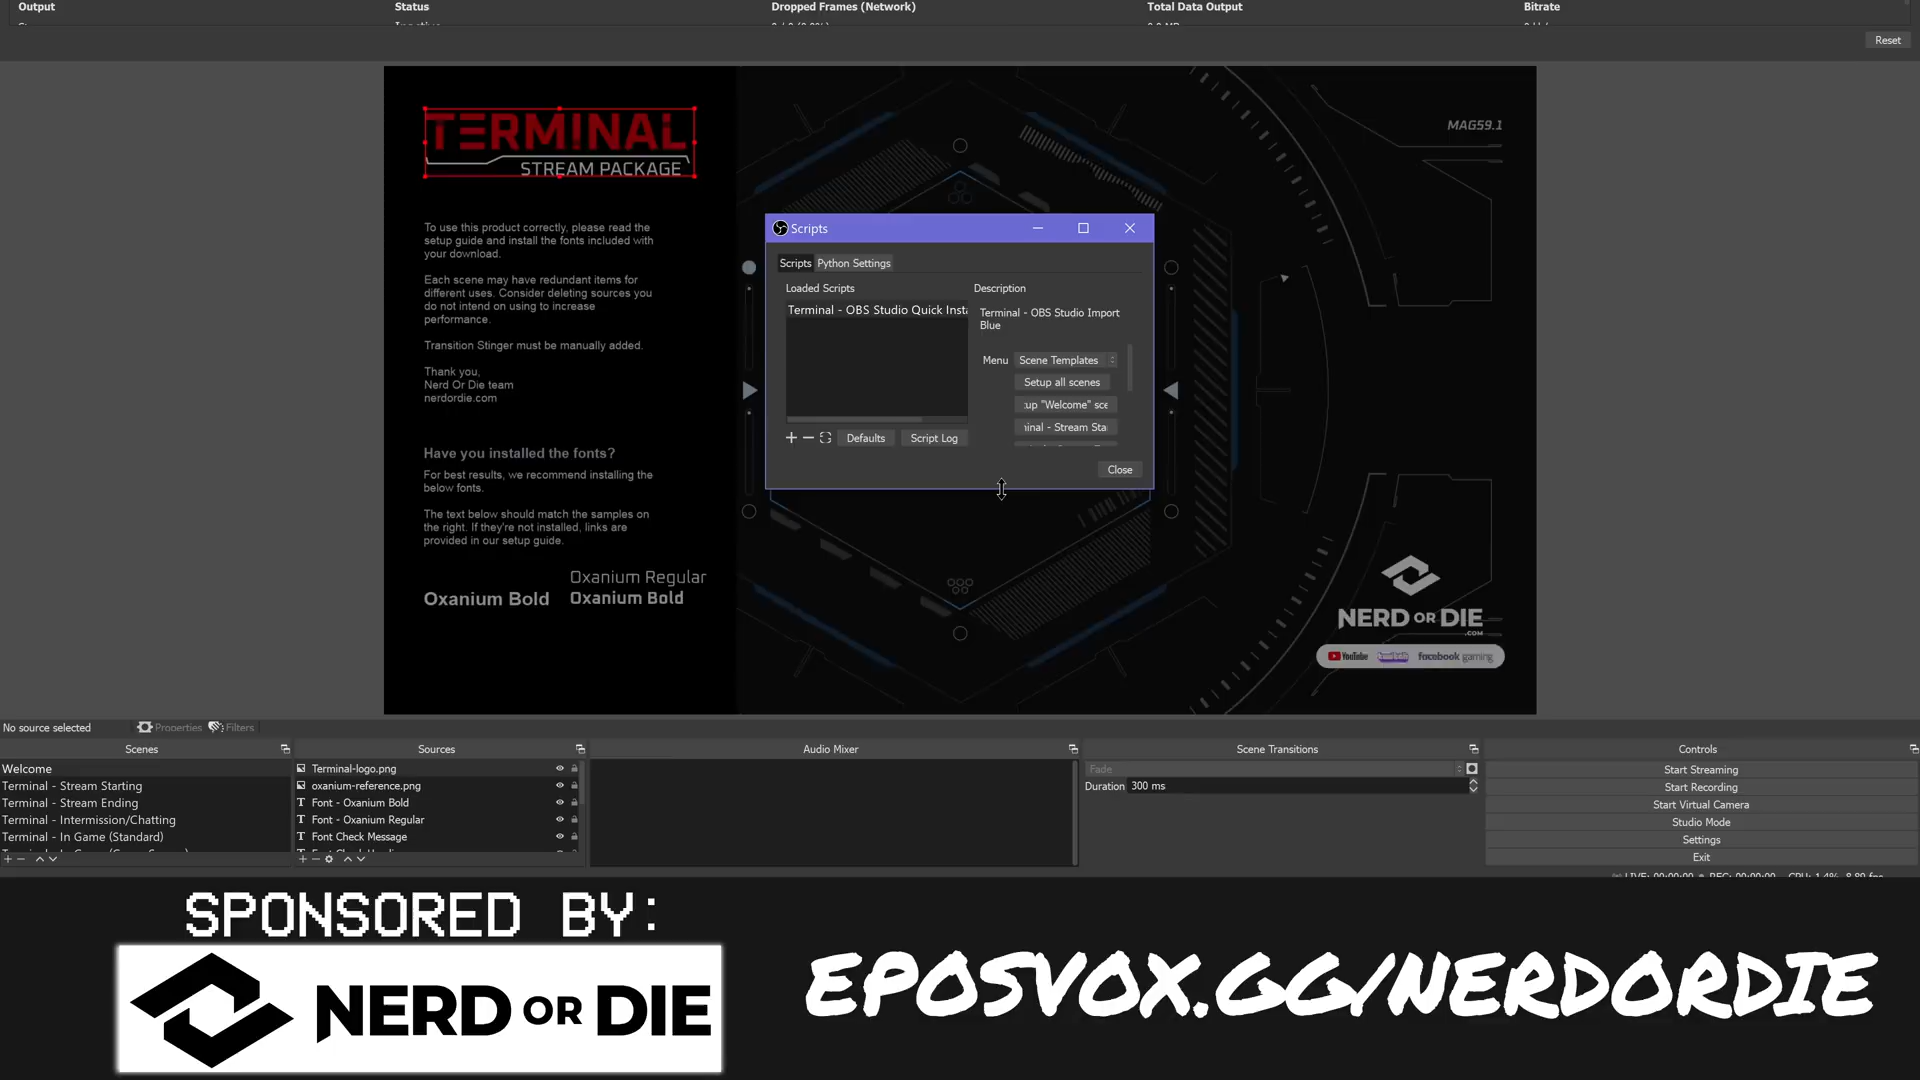 Output Status Dropped Frames (Network) Total Data Output Bitrate
Reset
TERMINAL
STREAM PACKAGE
MAG59.1
To use this product correctly, please read the
setup guide and install the fonts included with
your download.
Each scene may have redundant items for
different uses. Consider deleting sources you
do not intend on using to increase
performance.
Transition Stinger must be manually added.
Thank you,
Nerd Or Die team
nerdordie.com
Have you installed the fonts?
For best results, we recommend installing the
below fonts.
The text below should match the samples on
the right. If they're not installed, links are
provided in our setup guide.
Oxanium Regular
Oxanium Bold Oxanium Bold
Scripts
Scripts Python Settings
Loaded Scripts
Terminal - OBS Studio Quick Insta
Defaults Script Log
Description
Terminal - OBS Studio Import
Blue
Menu Scene Templates
Setup all scenes
up "Welcome" sce
inal - Stream Sta
Close
NERD OR DIE
.COM
YouTube twitch facebook gaming
No source selected Properties Filters
Scenes
Welcome
Terminal - Stream Starting
Terminal - Stream Ending
Terminal - Intermission/Chatting
Terminal - In Game (Standard)
Sources
Terminal-logo.png
oxanium-reference.png
T Font - Oxanium Bold
T Font - Oxanium Regular
T Font Check Message
Audio Mixer
Scene Transitions
Fade
Duration 300 ms
Controls
Start Streaming
Start Recording
Start Virtual Camera
Studio Mode
Settings
Exit
SPONSORED BY:
NERD OR DIE
EPOSVOX.GG/NERDORDIE